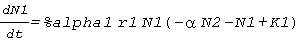 dN1/dt=%alpha1 r1 N1(-α N2-N1+K1)